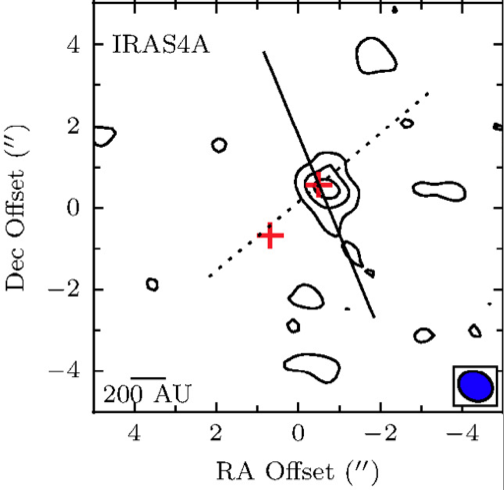 IRAS4A
4
2
0
−2
−4
Dec Offset (″)
200 AU
4 2 0 −2 −4
RA Offset (″)